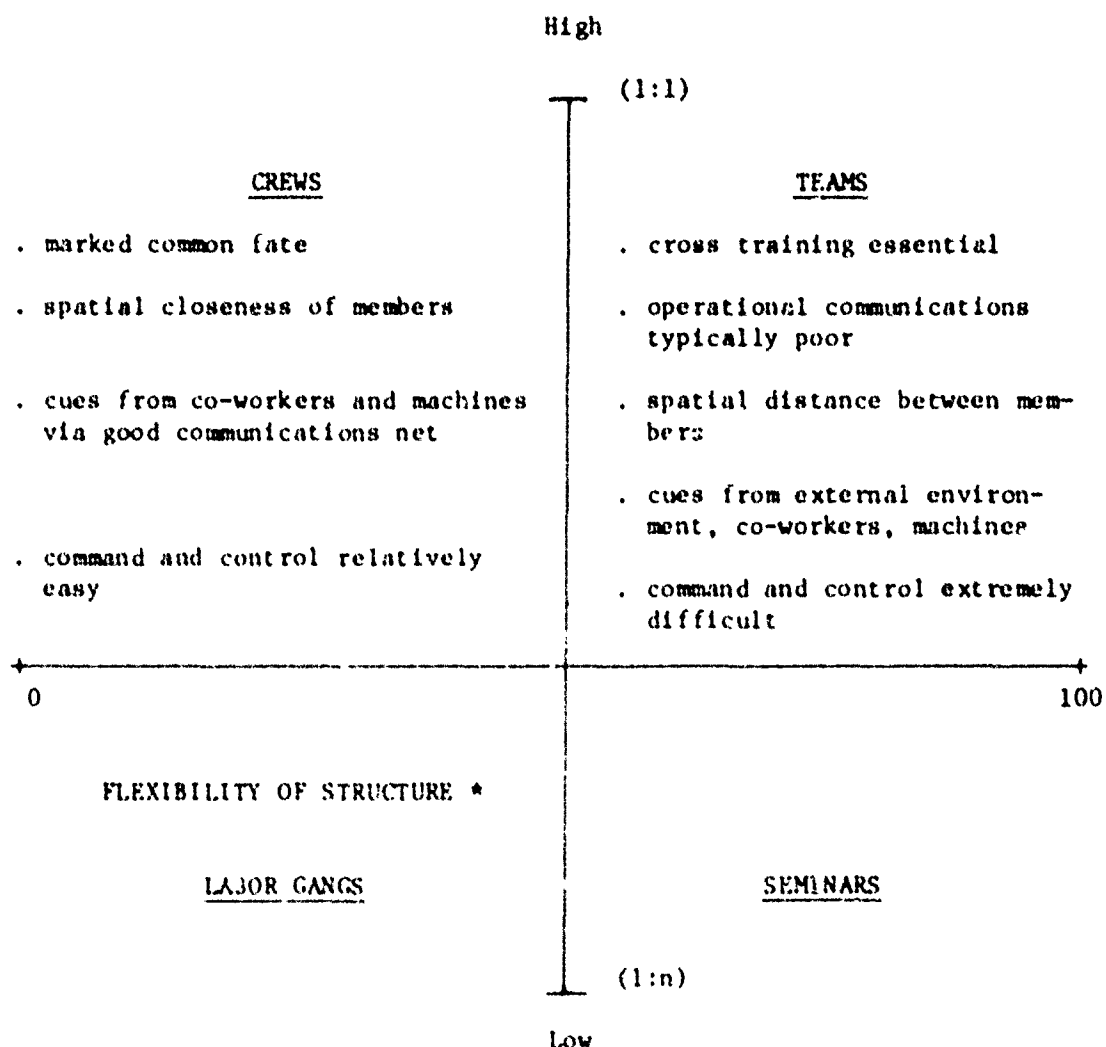 High
(1:1)
CREWS
. marked common fate
. spatial closeness of members
. cues from co-workers and machines
via good communications net
. command and control relatively
easy
TEAMS
. cross training essential
. operational communications
typically poor
. spatial distance between mem-
bers
. cues from external environ-
ment, co-workers, machines
. command and control extremely
difficult
0
100
FLEXIBILITY OF STRUCTURE *
LABOR GANGS
SEMINARS
(1:n)
Low